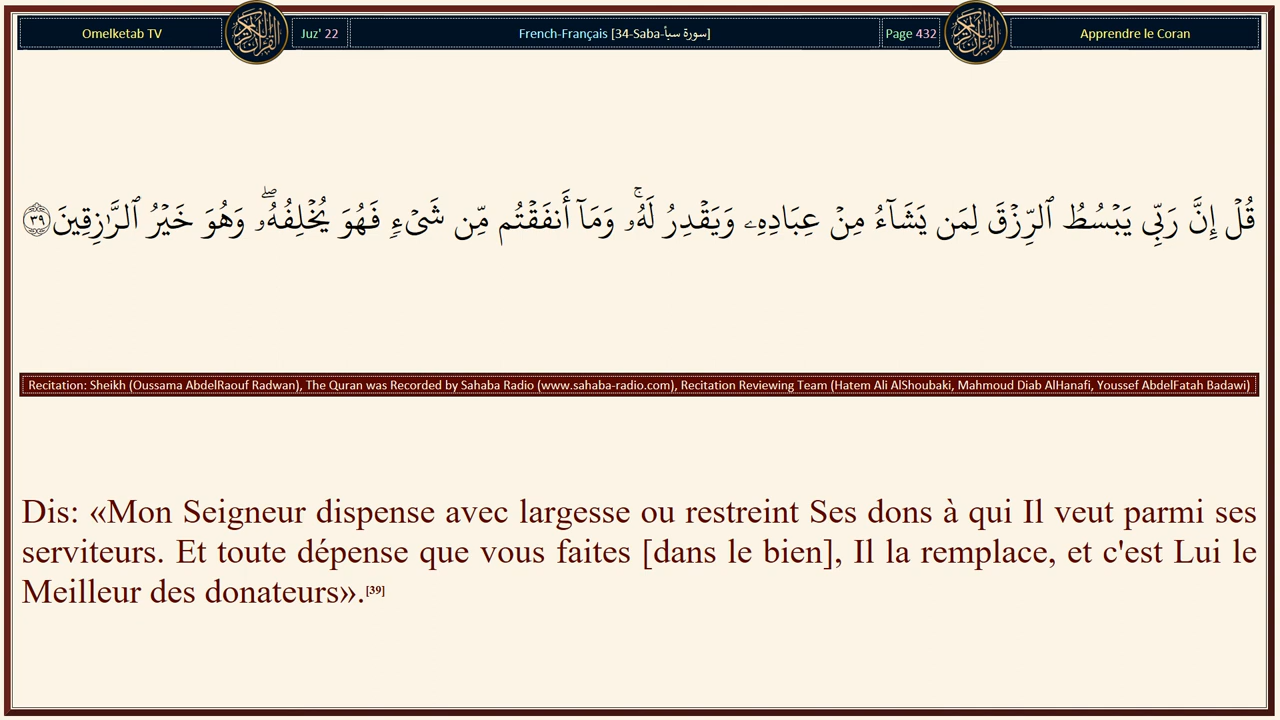 Omelketab TV
Juz' 22
French-Français [34-Saba-سورة سبأ]
Page 432
Apprendre le Coran
قُلۡ إِنَّ رَبِّي يَبۡسُطُ ٱلرِّزۡقَ لِمَن يَشَآءُ مِنۡ عِبَادِهِۦ وَيَقۡدِرُ لَهُۥۚ وَمَآ أَنفَقۡتُم مِّن شَيۡءٖ فَهُوَ يُخۡلِفُهُۥۖ وَهُوَ خَيۡرُ ٱلرَّٰزِقِينَ ٣٩
Recitation: Sheikh (Oussama AbdelRaouf Radwan), The Quran was Recorded by Sahaba Radio (www.sahaba-radio.com), Recitation Reviewing Team (Hatem Ali AlShoubaki, Mahmoud Diab AlHanafi, Youssef AbdelFatah Badawi)
Dis: «Mon Seigneur dispense avec largesse ou restreint Ses dons à qui Il veut parmi ses
serviteurs. Et toute dépense que vous faites [dans le bien], Il la remplace, et c'est Lui le
Meilleur des donateurs».[39]